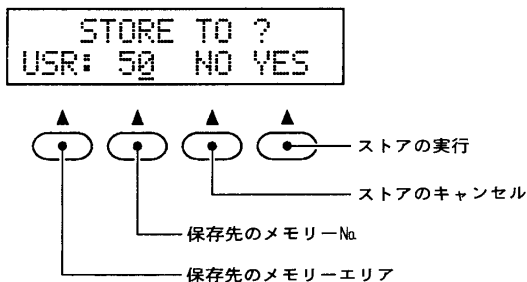 STORE TO ?
USR: 50 NO YES
ストアの実行
ストアのキャンセル
保存先のメモリー№
保存先のメモリーエリア